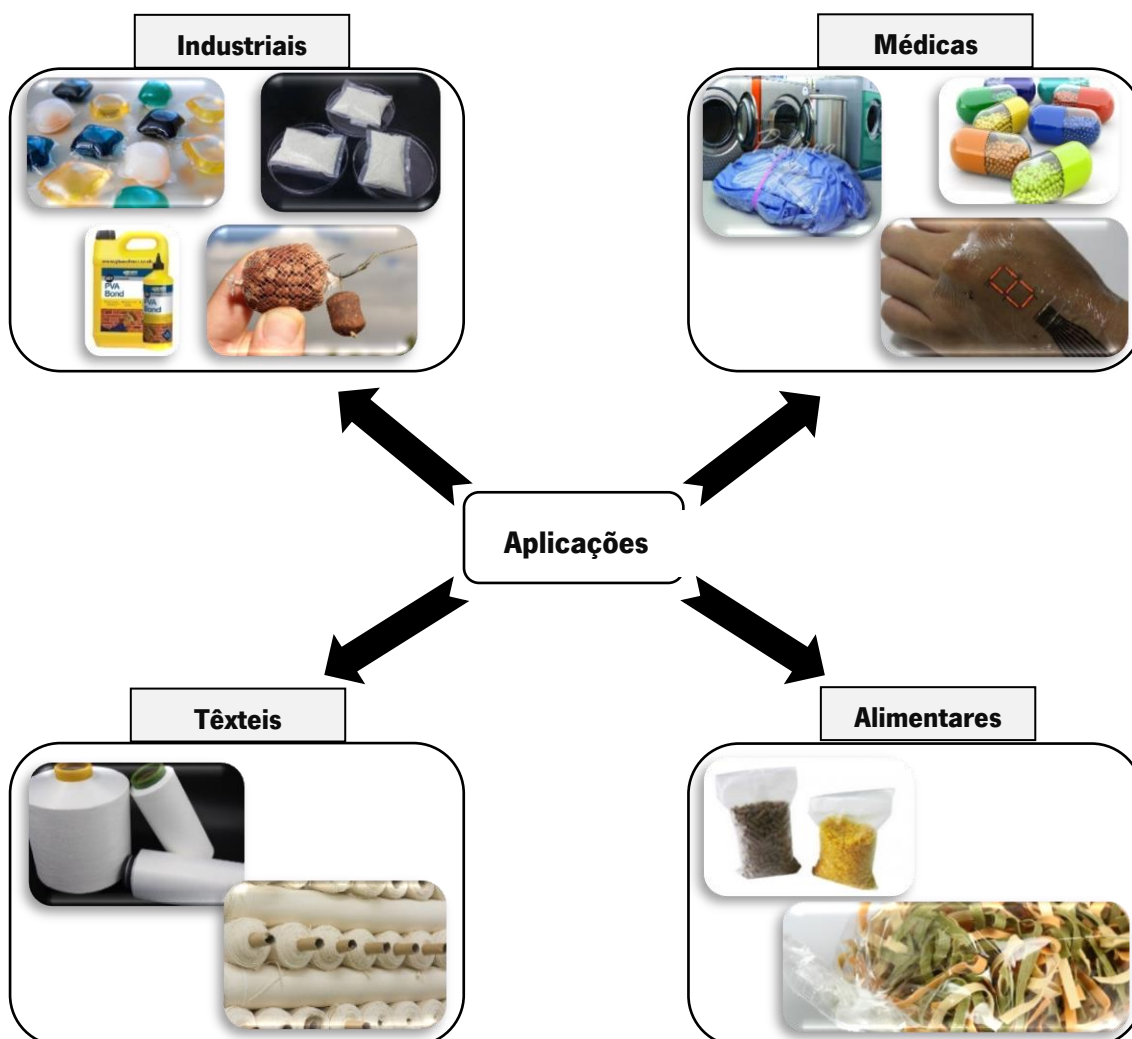 Industriais
Médicas
PVA
Bond
PVA
Bond
Aplicações
Têxteis
Alimentares